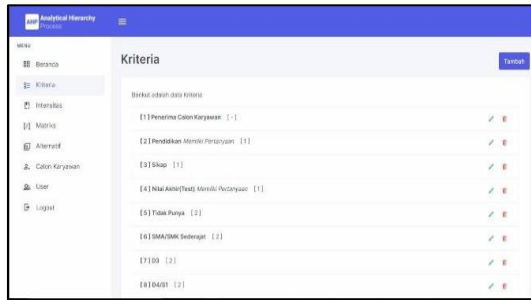 AHP Analytical Hierarchy
Process
MENU
Beranda
Kriteria
Intensitas
Matriks
Alternatif
Calon Karyawan
User
Logout
Kriteria
Tambah
Berikut adalah data Kriteria
[ 1 ] Penerima Calon Karyawan [ - ]
[ 2 ] Pendidikan Memiliki Pertanyaan [ 1 ]
[ 3 ] Sikap [ 1 ]
[ 4 ] Nilai Akhir(Test) Memiliki Pertanyaan [ 1 ]
[ 5 ] Tidak Punya [ 2 ]
[ 6 ] SMA/SMK Sederajat [ 2 ]
[ 7 ] D3 [ 2 ]
[ 8 ] D4/S1 [ 2 ]